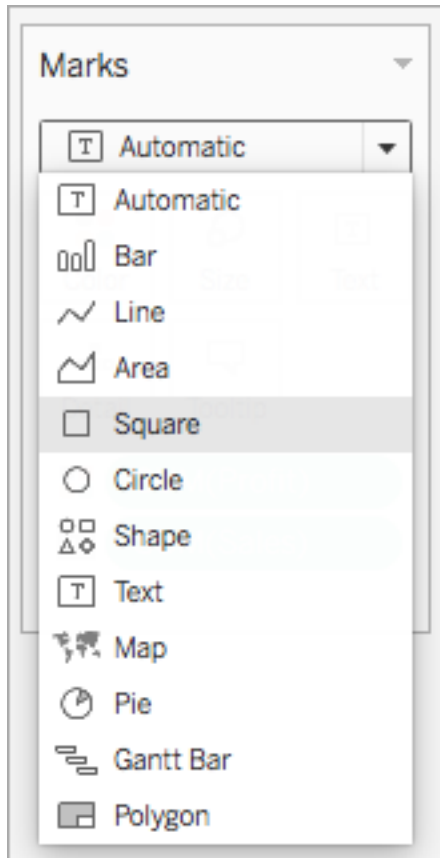 Marks
Automatic
Automatic
Bar
Line
Area
Square
Circle
Shape
Text
Map
Pie
Gantt Bar
Polygon